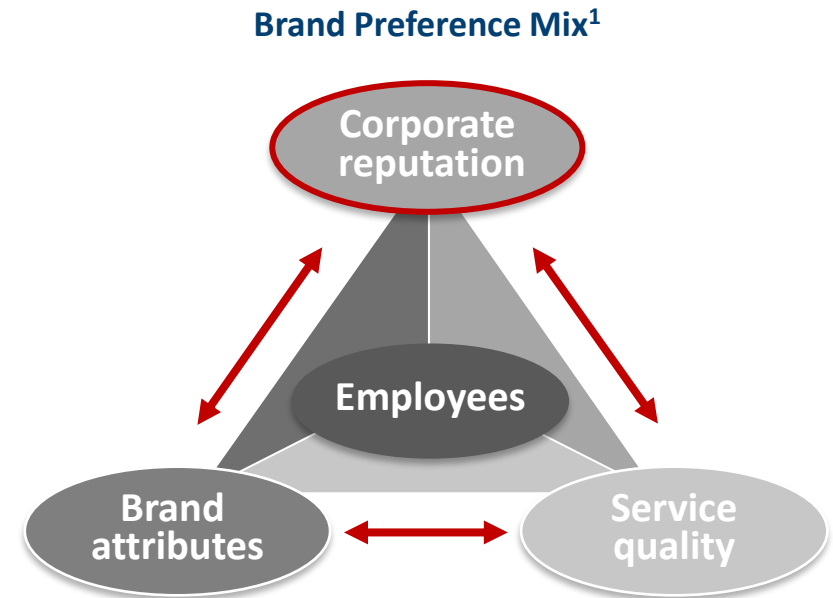 Brand Preference Mix¹
Corporate
reputation
Employees
Brand
attributes
Service
quality